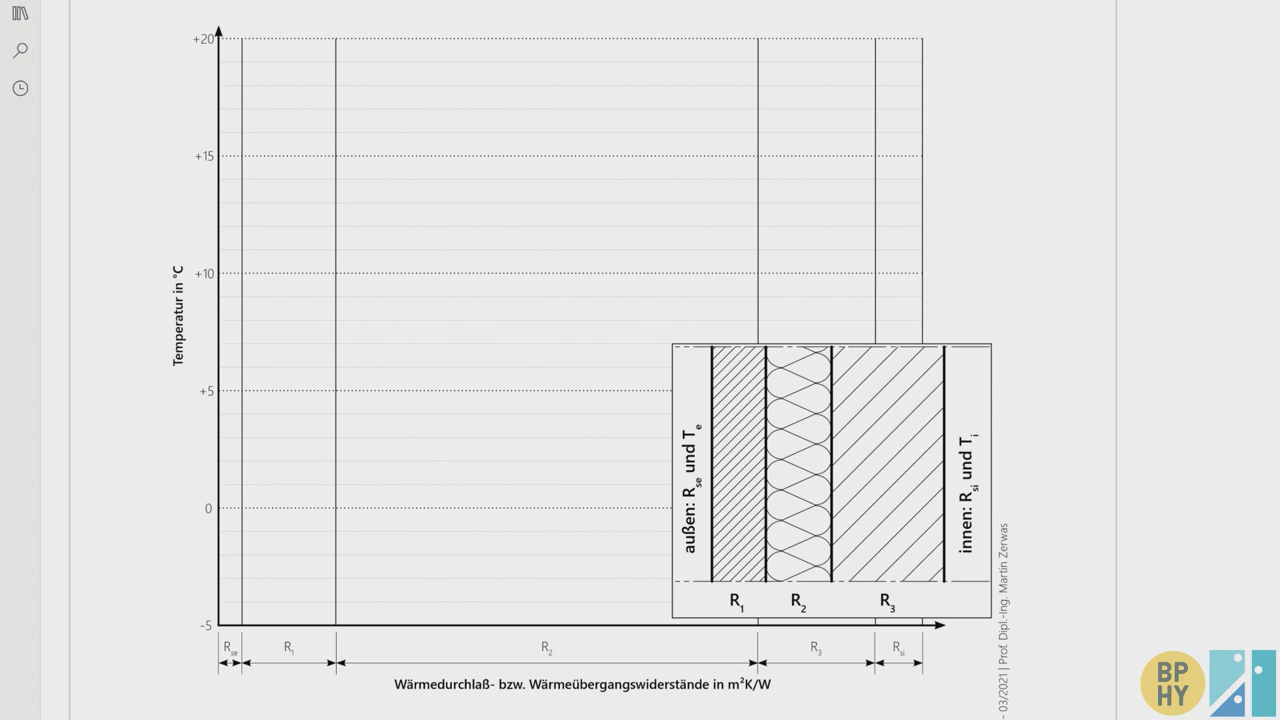 +20
+15
+10
+5
0
-5
Temperatur in °C
außen: Rse und Te
innen: Rsi und Ti
R1 R2 R3
Rse R1 R2 R3 Rsi
Wärmedurchlaß- bzw. Wärmeübergangswiderstände in m²K/W
- 03/2021 | Prof. Dipl.-Ing. Martin Zerwas
BP
HY